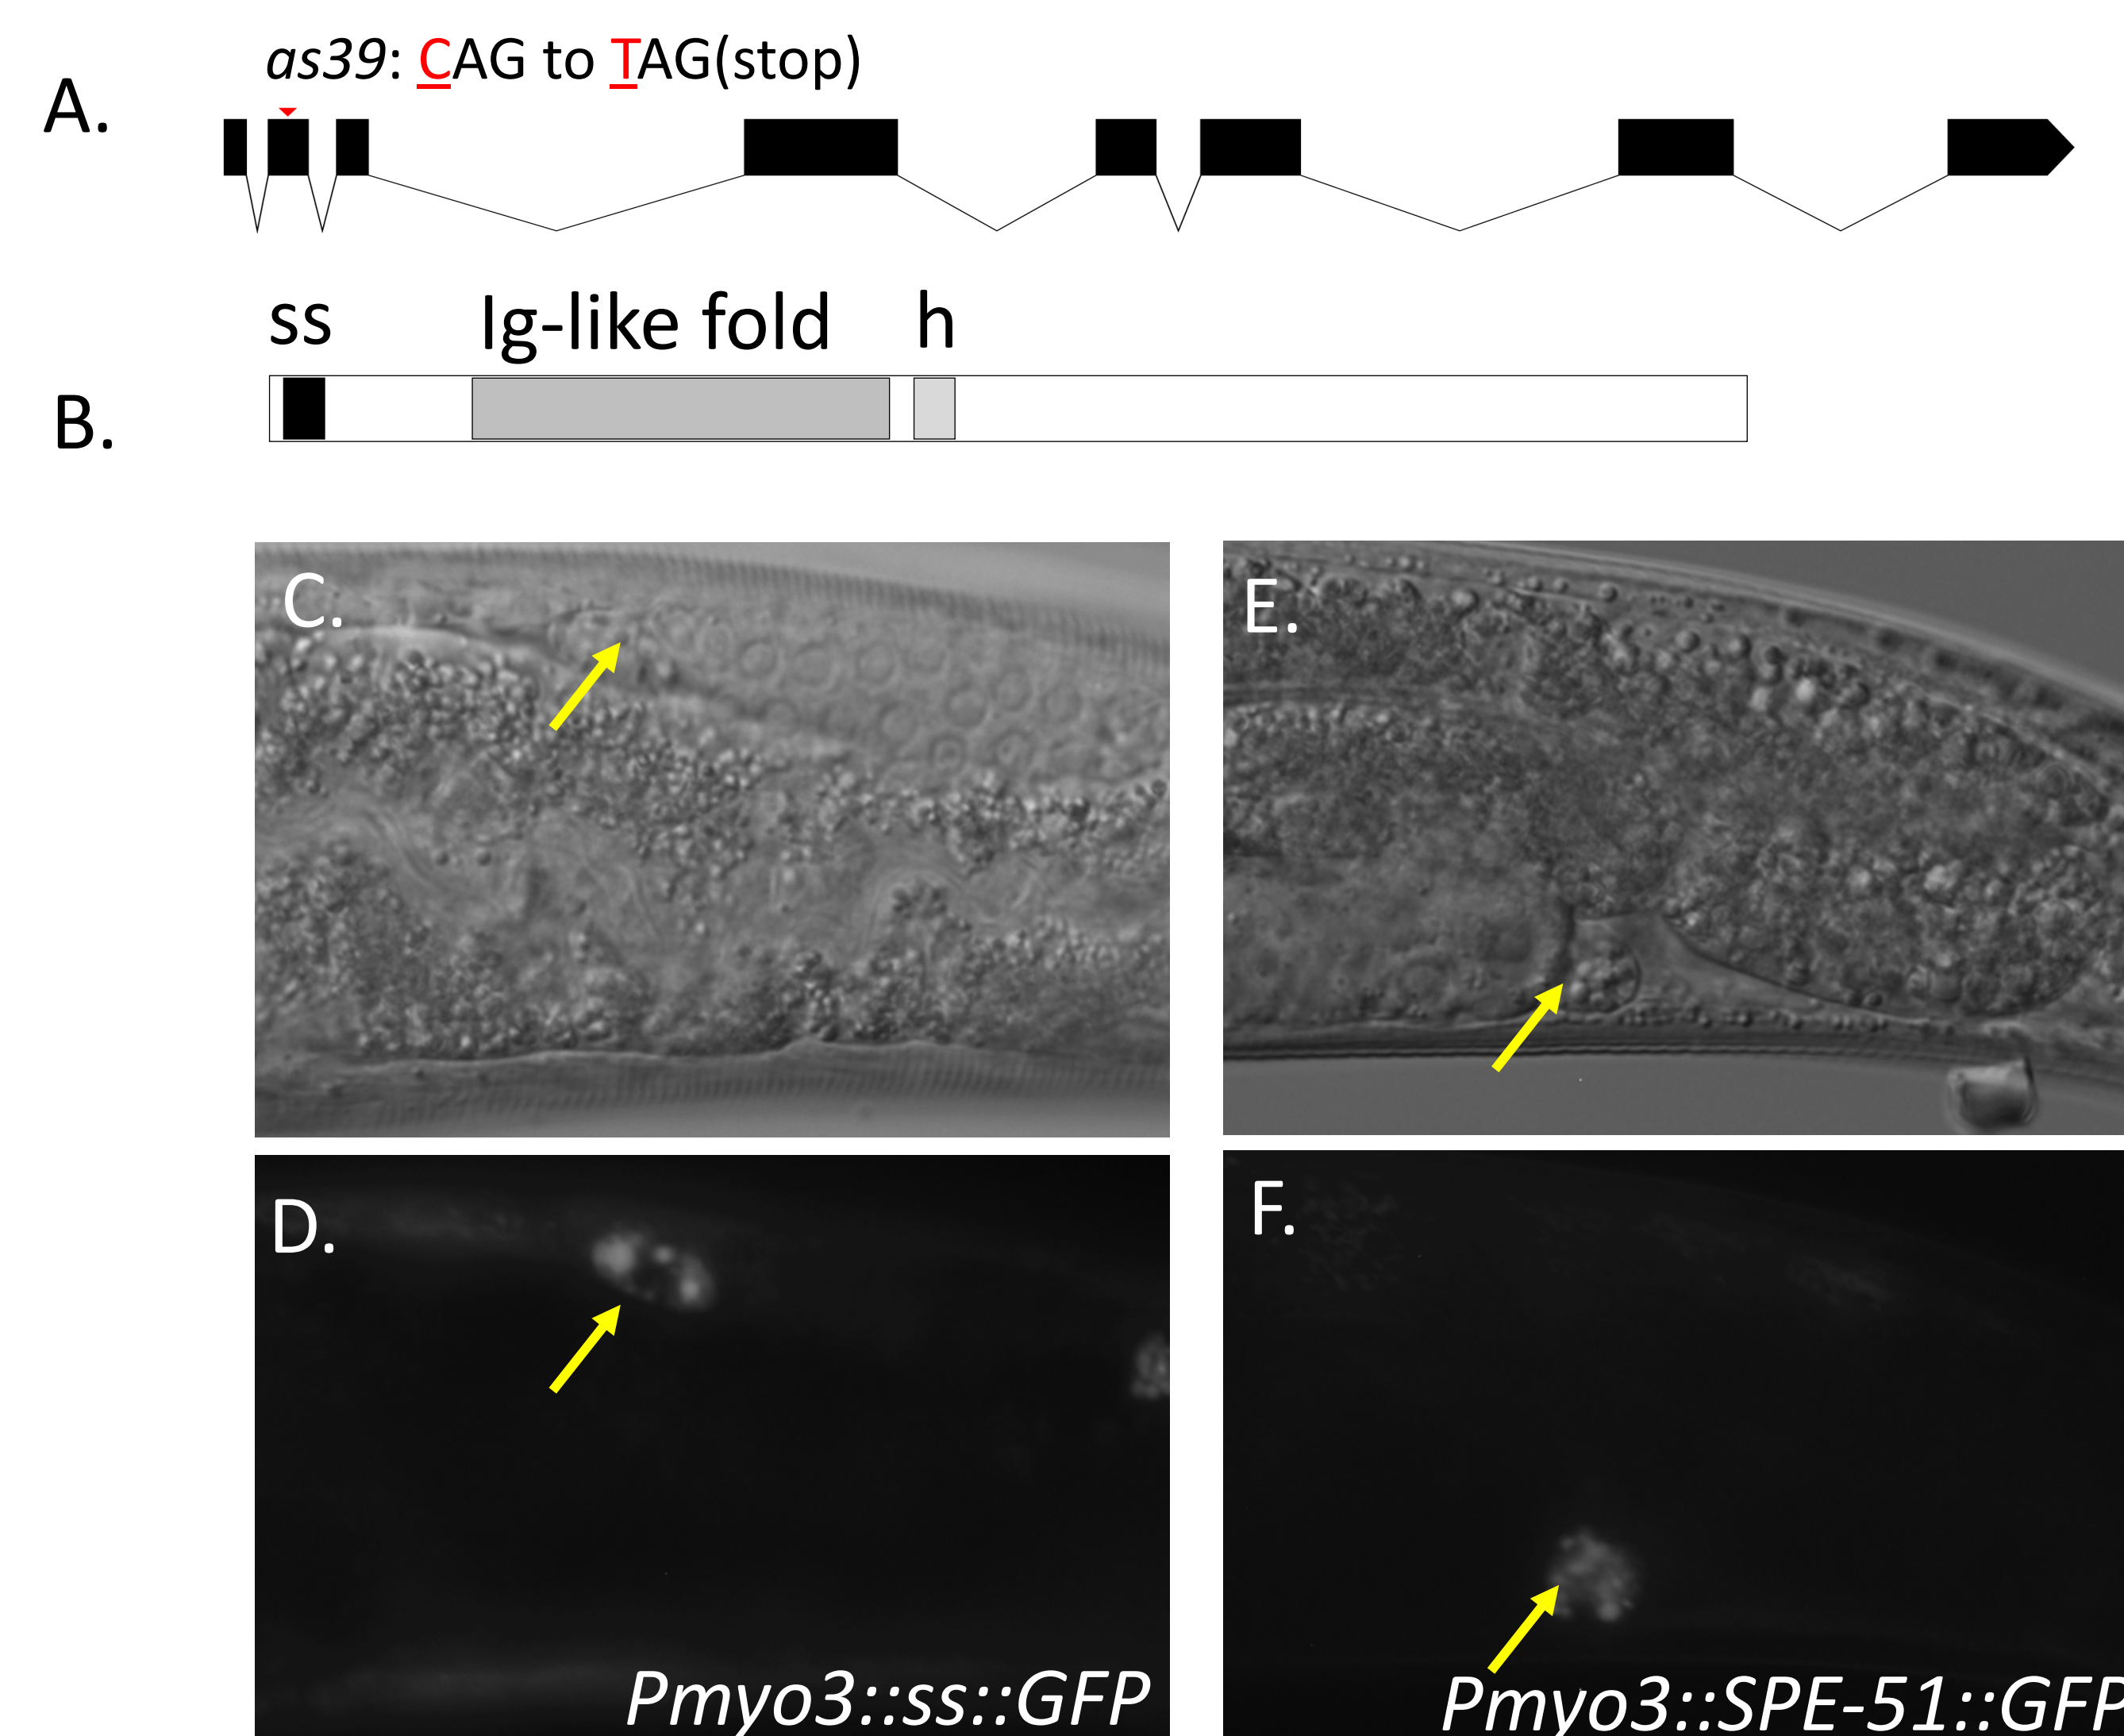 as39: CAG to TAG(stop)
A.
ss Ig-like fold h
B.
C.
E.
D.
F.
Pmyo3::ss::GFP
Pmyo3::SPE-51::GFP